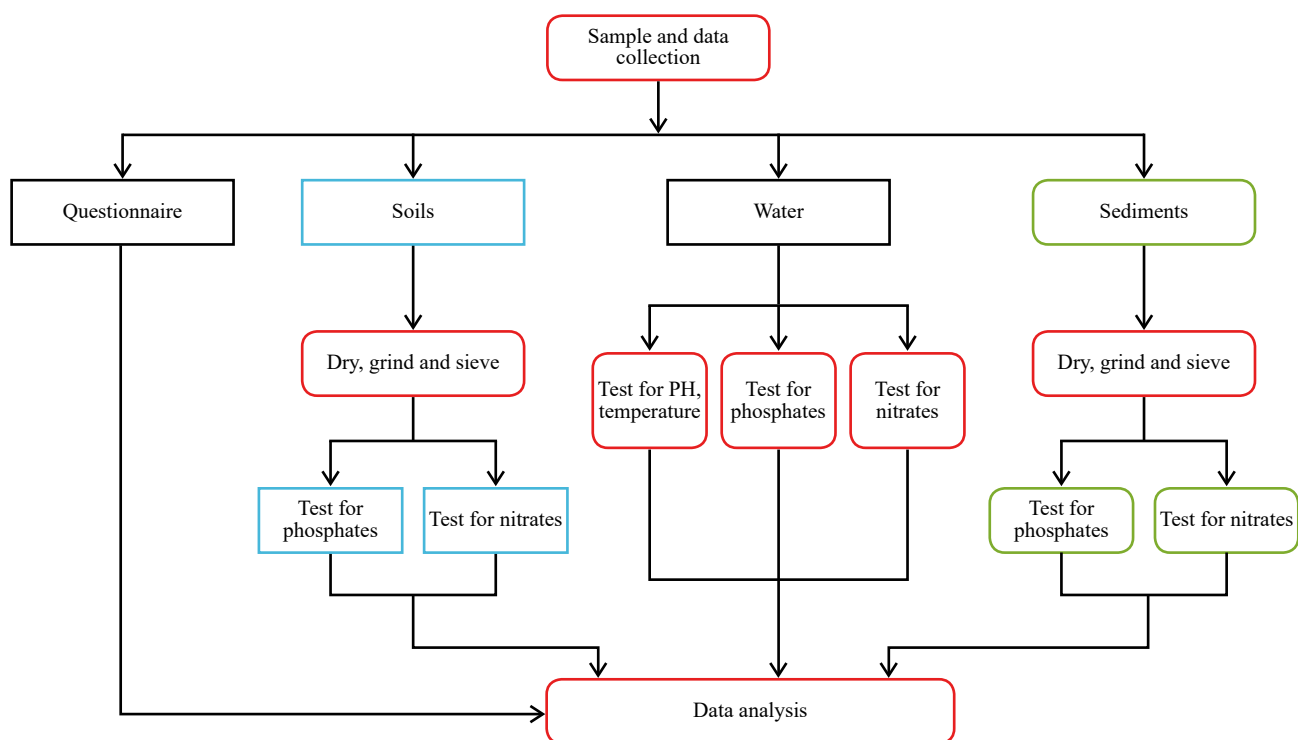 Sample and data
collection
Questionnaire
Soils
Water
Sediments
Dry, grind and sieve
Test for PH,
temperature
Test for
phosphates
Test for
nitrates
Dry, grind and sieve
Test for
phosphates
Test for nitrates
Test for
phosphates
Test for nitrates
Data analysis